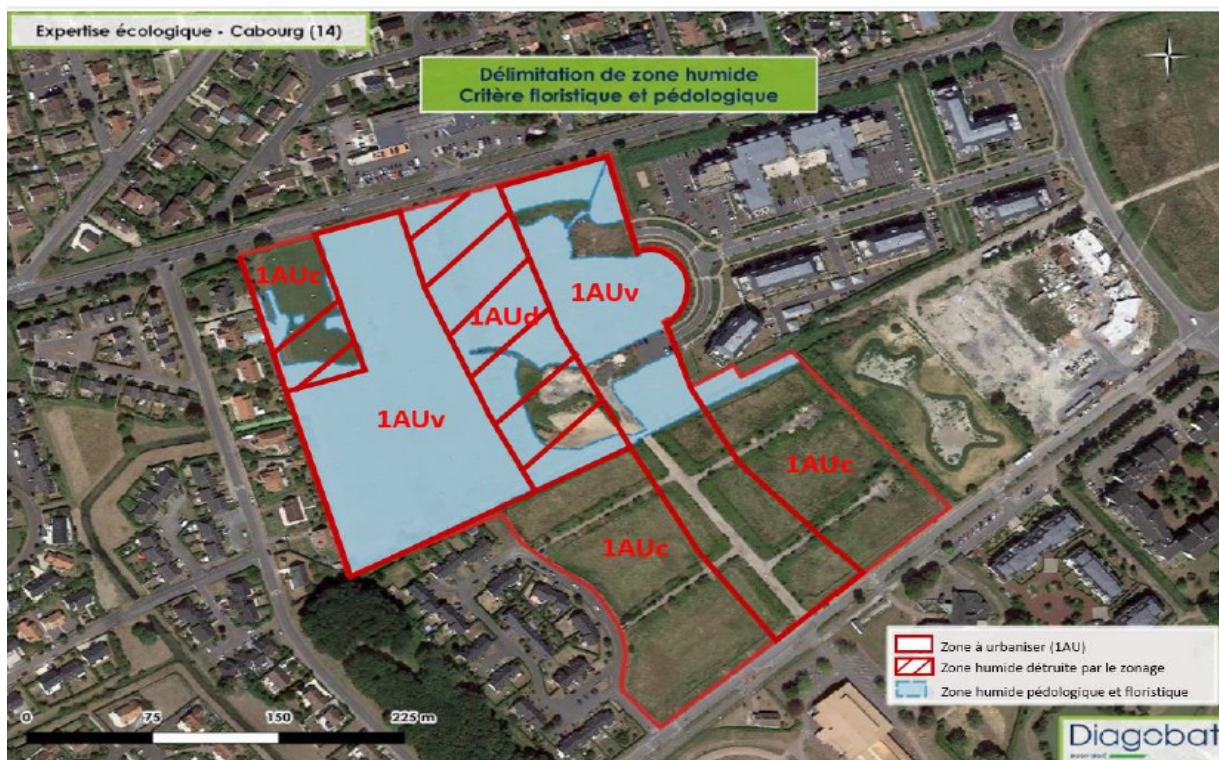 Expertise écologique - Cabourg (14)
Délimitation de zone humide
Critère floristique et pédologique
1AUc
1AUd
1AUv
1AUv
1AUc
1AUc
Zone à urbaniser (1AU)
Zone humide détruite par le zonage
Zone humide pédologique et floristique
0
75
150
225 m
Diagobat